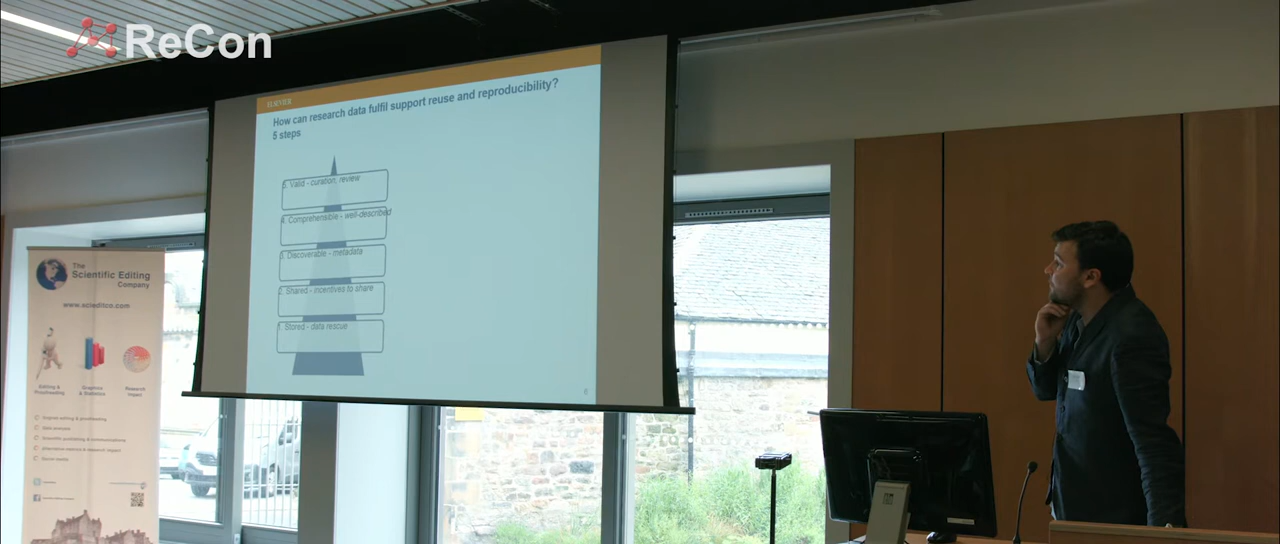 ReCon
ELSEVIER
How can research data fulfil support reuse and reproducibility?
5 steps
5. Valid - curation, review
4. Comprehensible - well-described
3. Discoverable - metadata
2. Shared - incentives to share
1. Stored - data rescue
The
Scientific Editing
Company
www.scieditco.com
Editing &
Proofreading
Graphics
& Statistics
Research
Impact